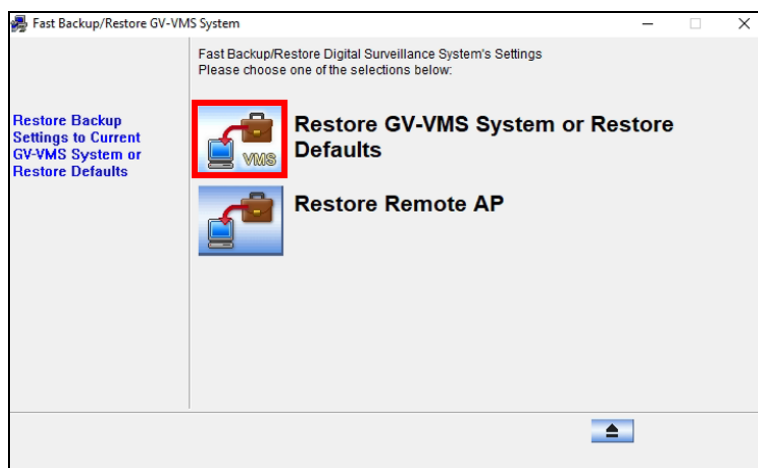 Fast Backup/Restore GV-VMS System
Fast Backup/Restore Digital Surveillance System's Settings
Please choose one of the selections below:
Restore Backup
Settings to Current
GV-VMS System or
Restore Defaults
VMS
Restore GV-VMS System or Restore
Defaults
Restore Remote AP